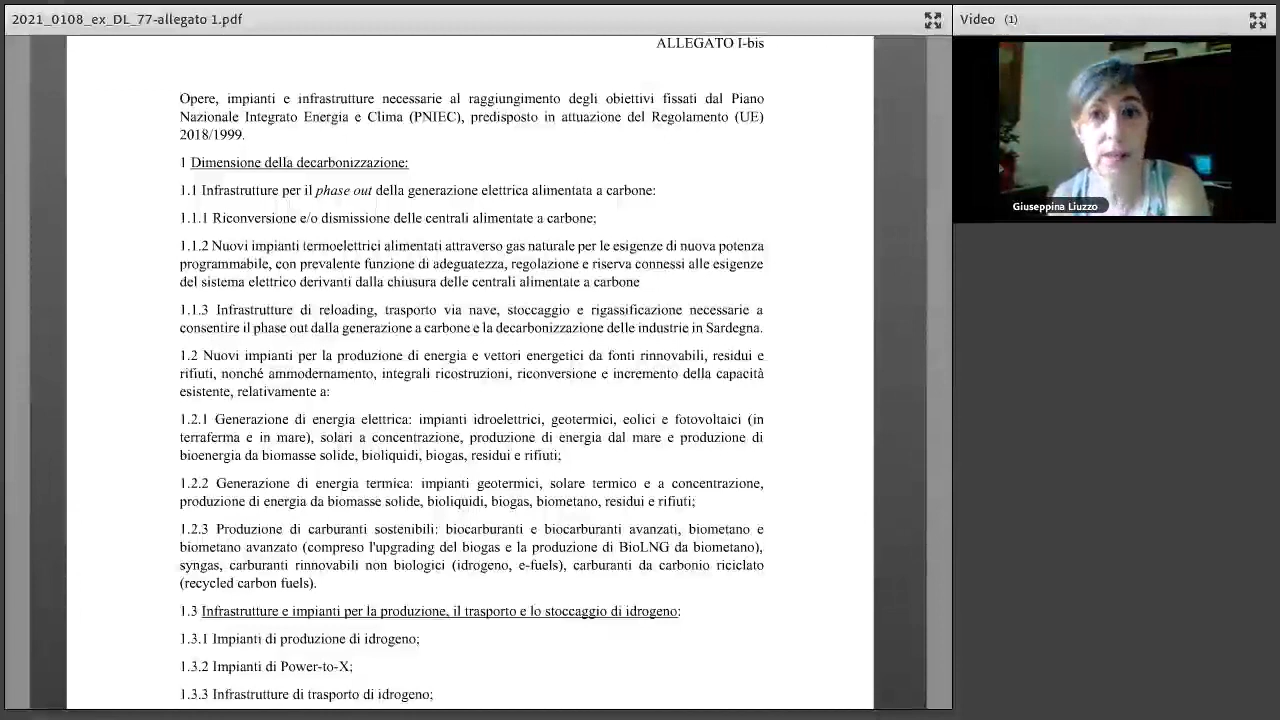 2021_0108_ex_DL_77-allegato 1.pdf
Video (1)
Giuseppina Liuzzo
ALLEGATO I-bis
Opere, impianti e infrastrutture necessarie al raggiungimento degli obiettivi fissati dal Piano
Nazionale Integrato Energia e Clima (PNIEC), predisposto in attuazione del Regolamento (UE)
2018/1999.
1 Dimensione della decarbonizzazione:
1.1 Infrastrutture per il phase out della generazione elettrica alimentata a carbone:
1.1.1 Riconversione e/o dismissione delle centrali alimentate a carbone;
1.1.2 Nuovi impianti termoelettrici alimentati attraverso gas naturale per le esigenze di nuova potenza
programmabile, con prevalente funzione di adeguatezza, regolazione e riserva connessi alle esigenze
del sistema elettrico derivanti dalla chiusura delle centrali alimentate a carbone
1.1.3 Infrastrutture di reloading, trasporto via nave, stoccaggio e rigassificazione necessarie a
consentire il phase out dalla generazione a carbone e la decarbonizzazione delle industrie in Sardegna.
1.2 Nuovi impianti per la produzione di energia e vettori energetici da fonti rinnovabili, residui e
rifiuti, nonché ammodernamento, integrali ricostruzioni, riconversione e incremento della capacità
esistente, relativamente a:
1.2.1 Generazione di energia elettrica: impianti idroelettrici, geotermici, eolici e fotovoltaici (in
terraferma e in mare), solari a concentrazione, produzione di energia dal mare e produzione di
bioenergia da biomasse solide, bioliquidi, biogas, residui e rifiuti;
1.2.2 Generazione di energia termica: impianti geotermici, solare termico e a concentrazione,
produzione di energia da biomasse solide, bioliquidi, biogas, biometano, residui e rifiuti;
1.2.3 Produzione di carburanti sostenibili: biocarburanti e biocarburanti avanzati, biometano e
biometano avanzato (compreso l'upgrading del biogas e la produzione di BioLNG da biometano),
syngas, carburanti rinnovabili non biologici (idrogeno, e-fuels), carburanti da carbonio riciclato
(recycled carbon fuels).
1.3 Infrastrutture e impianti per la produzione, il trasporto e lo stoccaggio di idrogeno:
1.3.1 Impianti di produzione di idrogeno;
1.3.2 Impianti di Power-to-X;
1.3.3 Infrastrutture di trasporto di idrogeno;